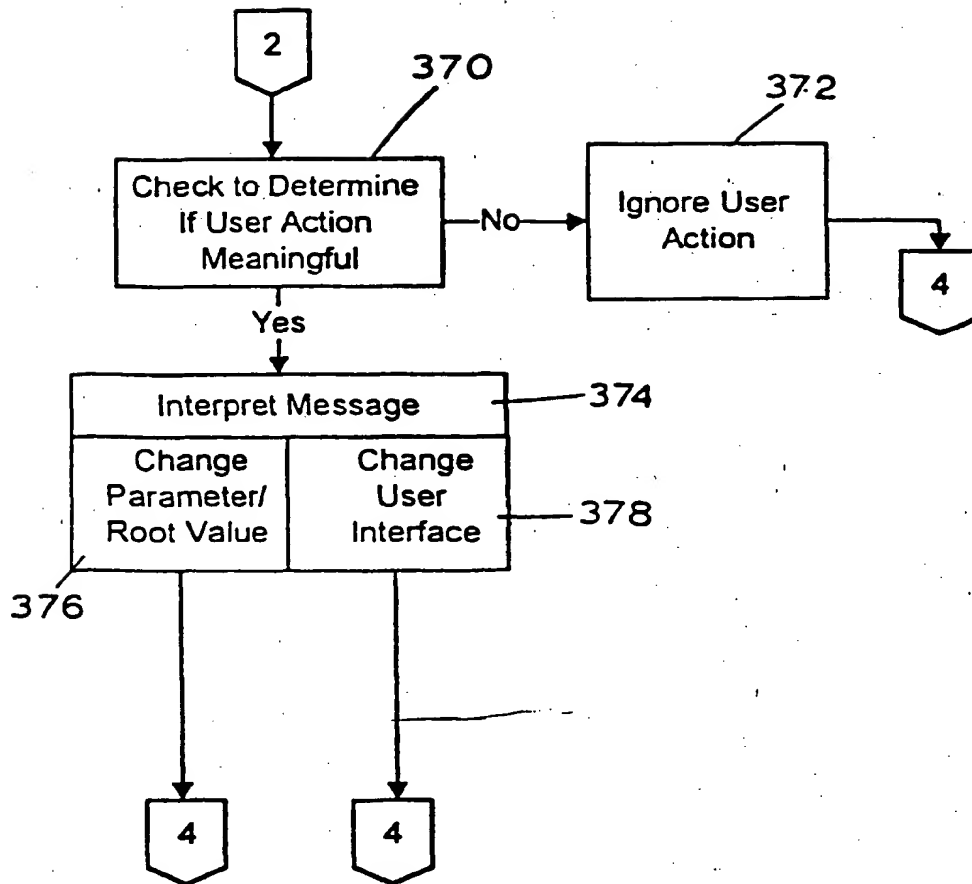 2
370
372
Check to Determine
If User Action
Meaningful
No
Ignore User
Action
4
Yes
Interpret Message
374
Change
Parameter/
Root Value
Change
User
Interface
378
376
4
4